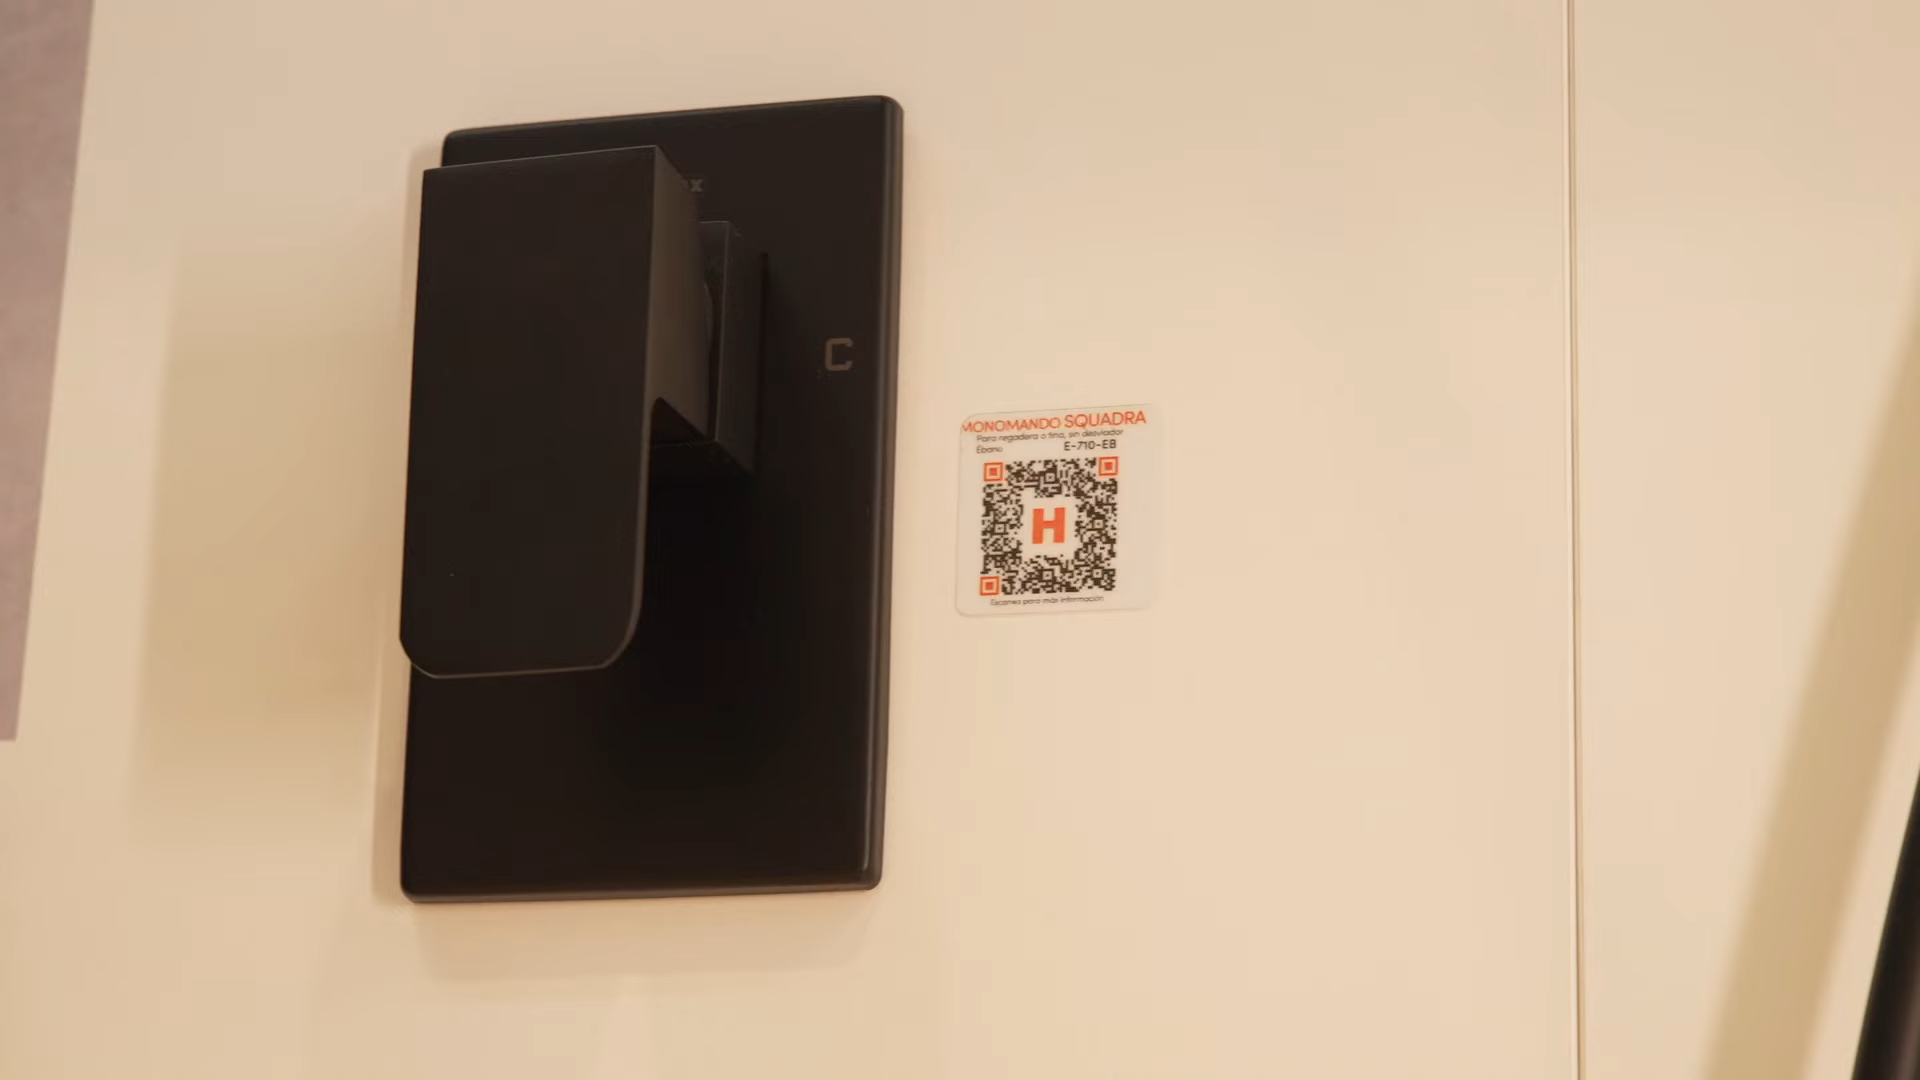 C
MONOMANDO SQUADRA
Para regadera o tina, sin desviador
Ébano E-710-EB
H
Escanea para más información